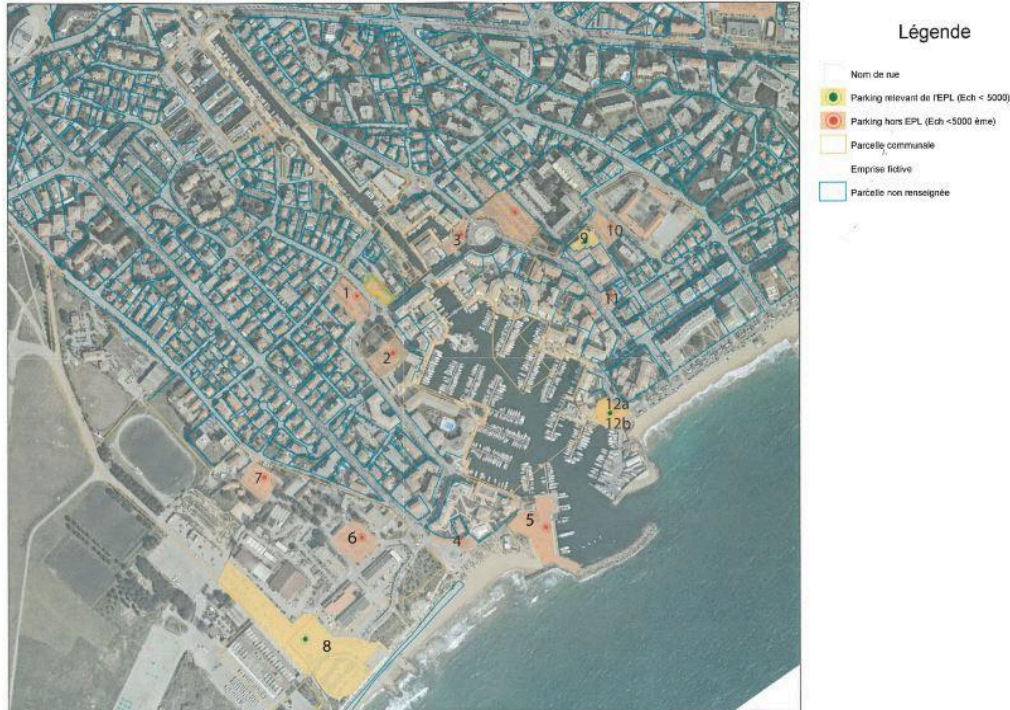 Légende
Nom de rue
Parking relevant de l'EPL (Ech < 5000)
Parking hors EPL (Ech <5000 ème)
Parcelle communale
Emprise fictive
Parcelle non renseignée
3
9
10
1
11
2
12a
12b
7
5
4
6
8